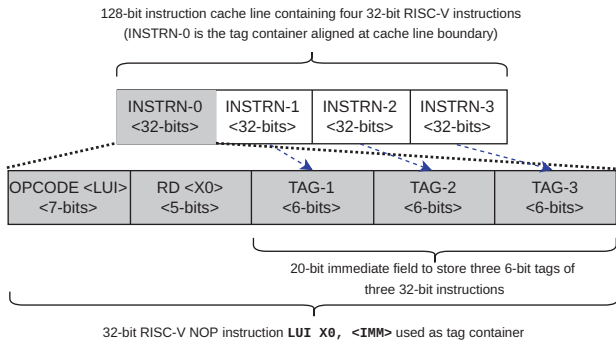 128-bit instruction cache line containing four 32-bit RISC-V instructions
(INSTRN-0 is the tag container aligned at cache line boundary)
INSTRN-0 INSTRN-1 INSTRN-2 INSTRN-3
<32-bits> <32-bits> <32-bits> <32-bits>
OPCODE <LUI> RD <X0> TAG-1 TAG-2 TAG-3
<7-bits> <5-bits> <6-bits> <6-bits> <6-bits>
20-bit immediate field to store three 6-bit tags of
three 32-bit instructions
32-bit RISC-V NOP instruction LUI X0, <IMM> used as tag container